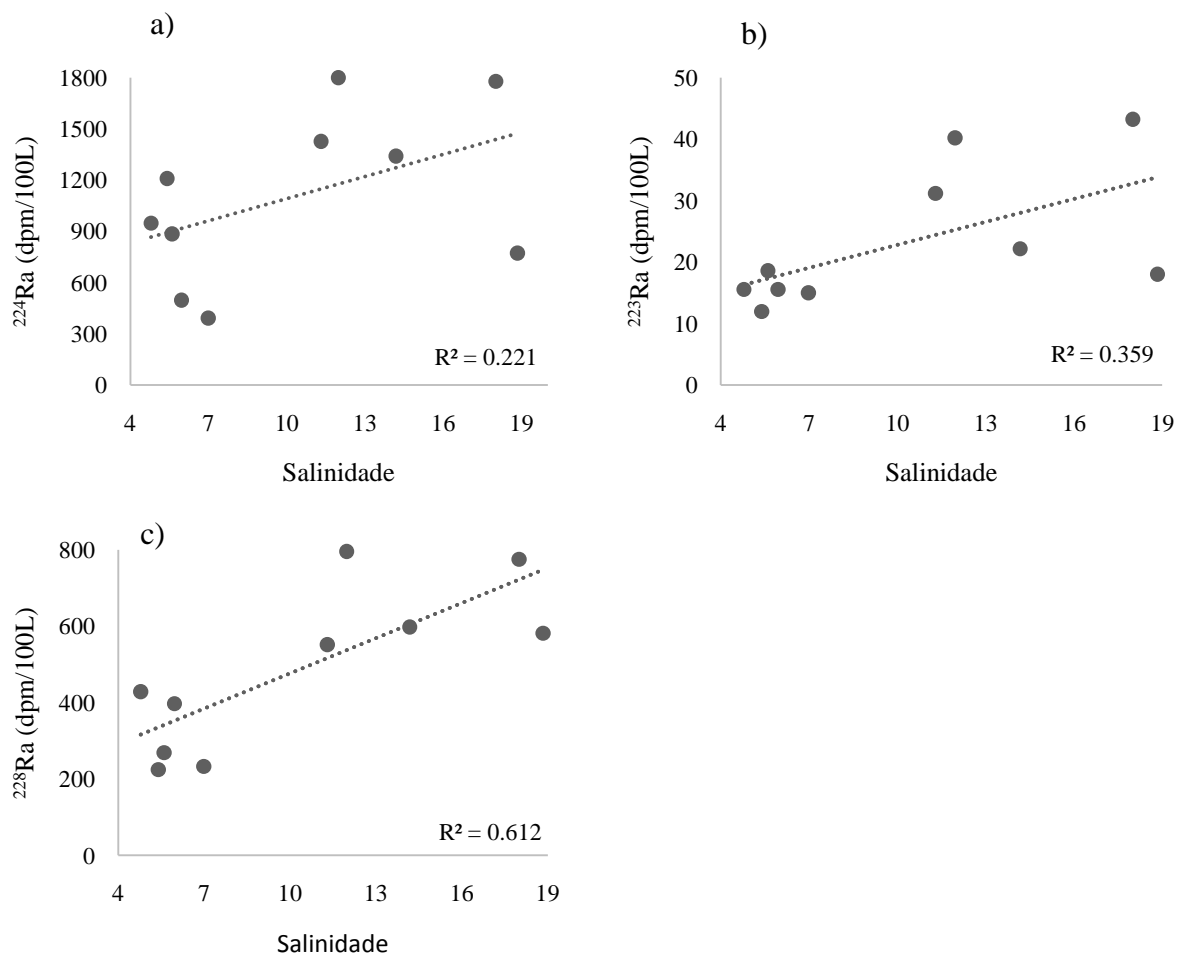 a)
1800
1500
1200
900
600
300
0
²²⁴Ra (dpm/100L)
R² = 0.221
4 7 10 13 16 19
Salinidade
b)
50
40
30
20
10
0
²²³Ra (dpm/100L)
R² = 0.359
4 7 10 13 16 19
Salinidade
c)
800
600
400
200
0
²²⁸Ra (dpm/100L)
R² = 0.612
4 7 10 13 16 19
Salinidade